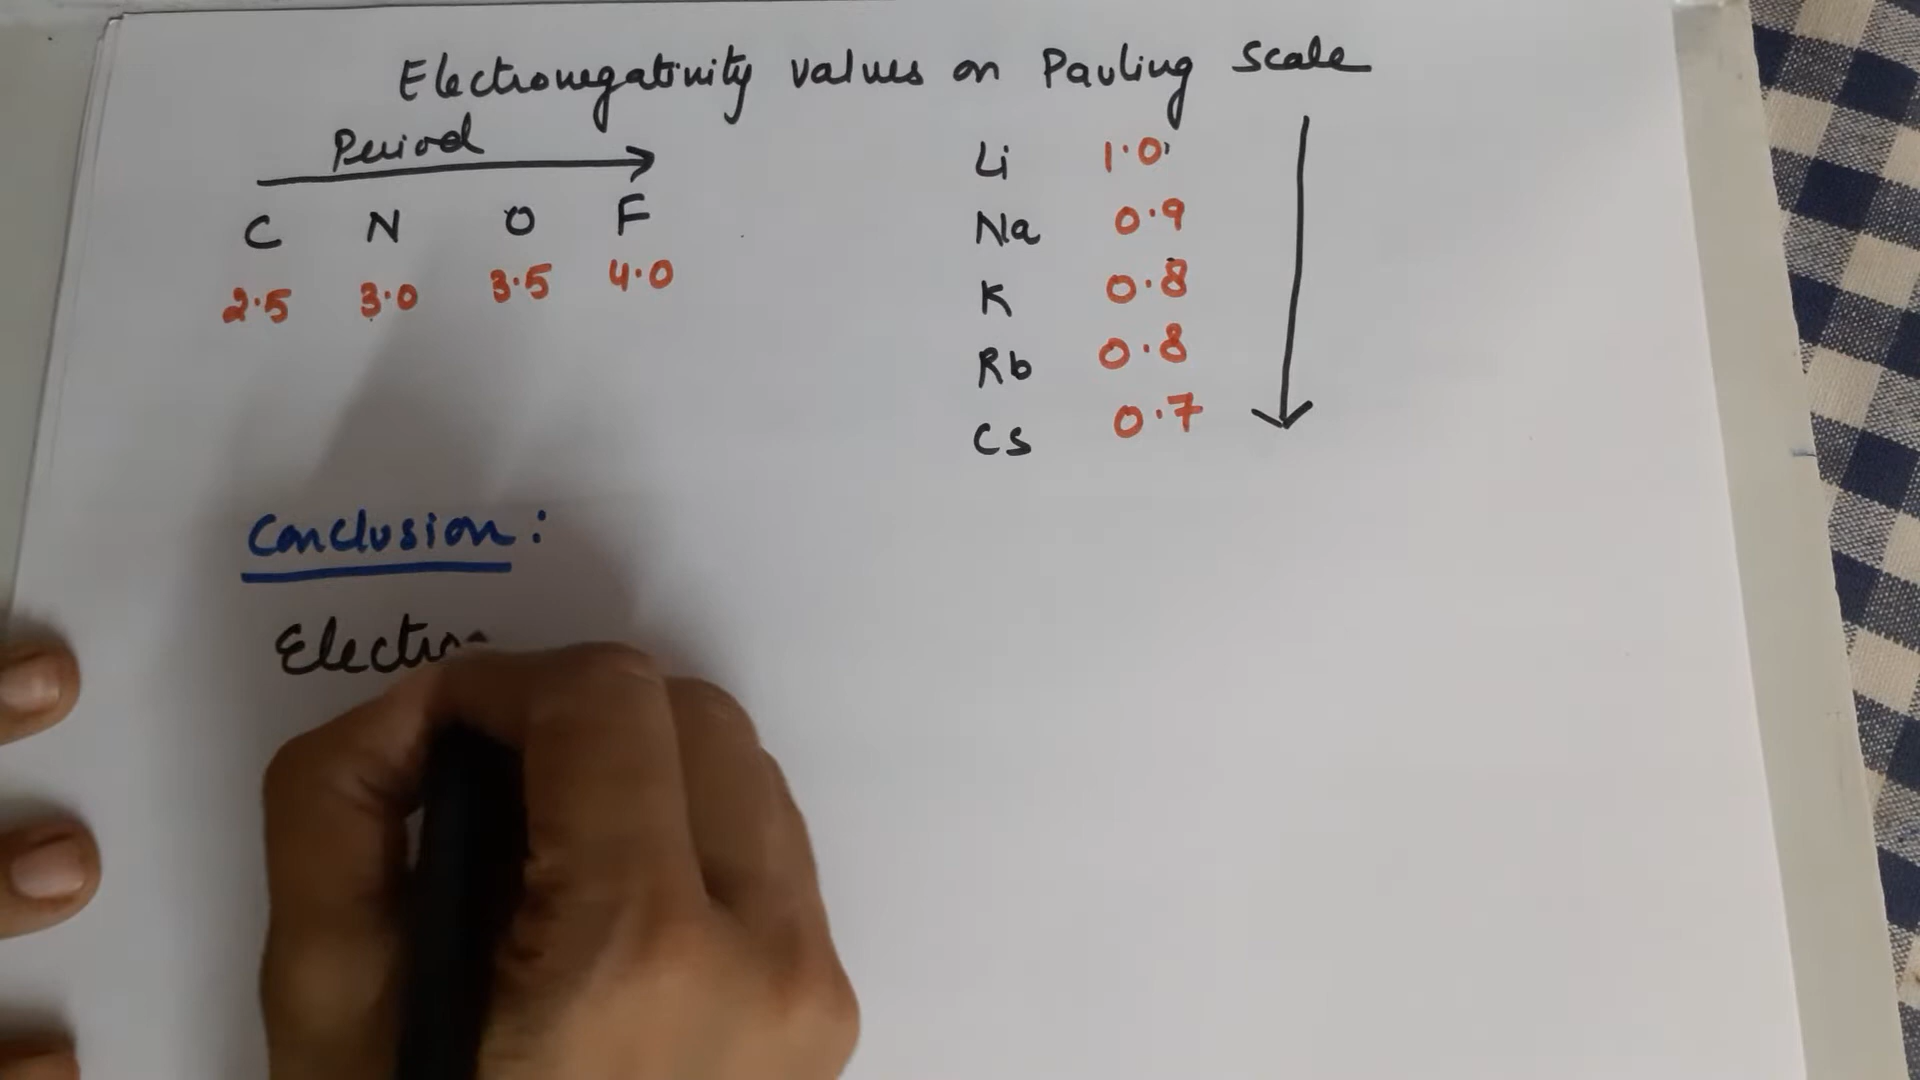 Electronegativity values on Pauling Scale
Period
C N O F
2.5 3.0 3.5 4.0
Li 1.0
Na 0.9
K 0.8
Rb 0.8
Cs 0.7
Conclusion:
Electro